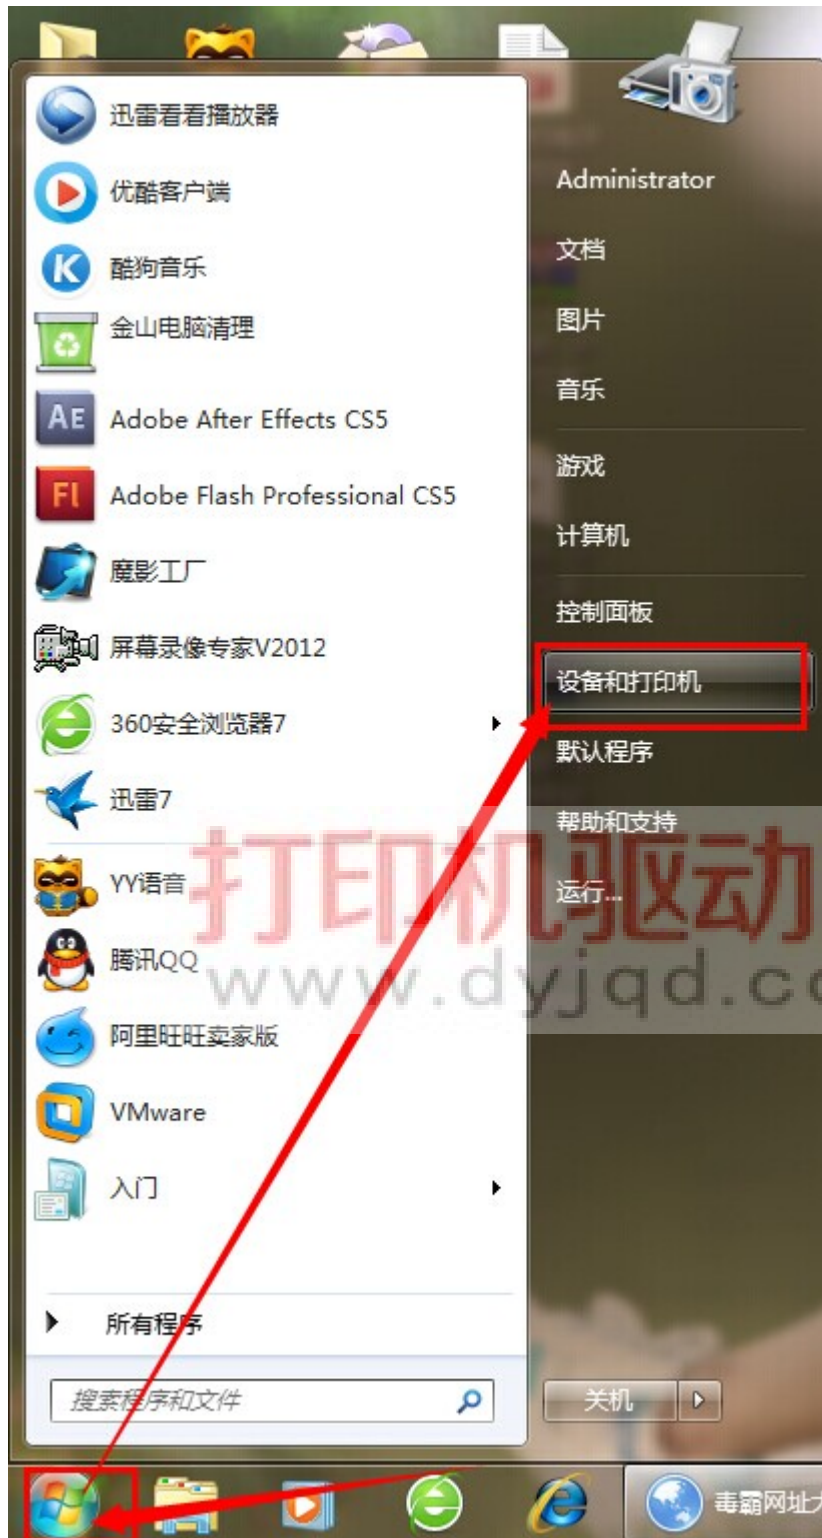 迅雷看看播放器
优酷客户端
酷狗音乐
金山电脑清理
AE
Adobe After Effects CS5
Fl
Adobe Flash Professional CS5
魔影工厂
屏幕录像专家V2012
360安全浏览器7
迅雷7
YY语音
腾讯QQ
阿里旺旺卖家版
VMware
入门
所有程序
搜索程序和文件
Administrator
文档
图片
音乐
游戏
计算机
控制面板
设备和打印机
默认程序
帮助和支持
运行...
关机
打印机驱动
www.dyjqd.co
毒霸网址大